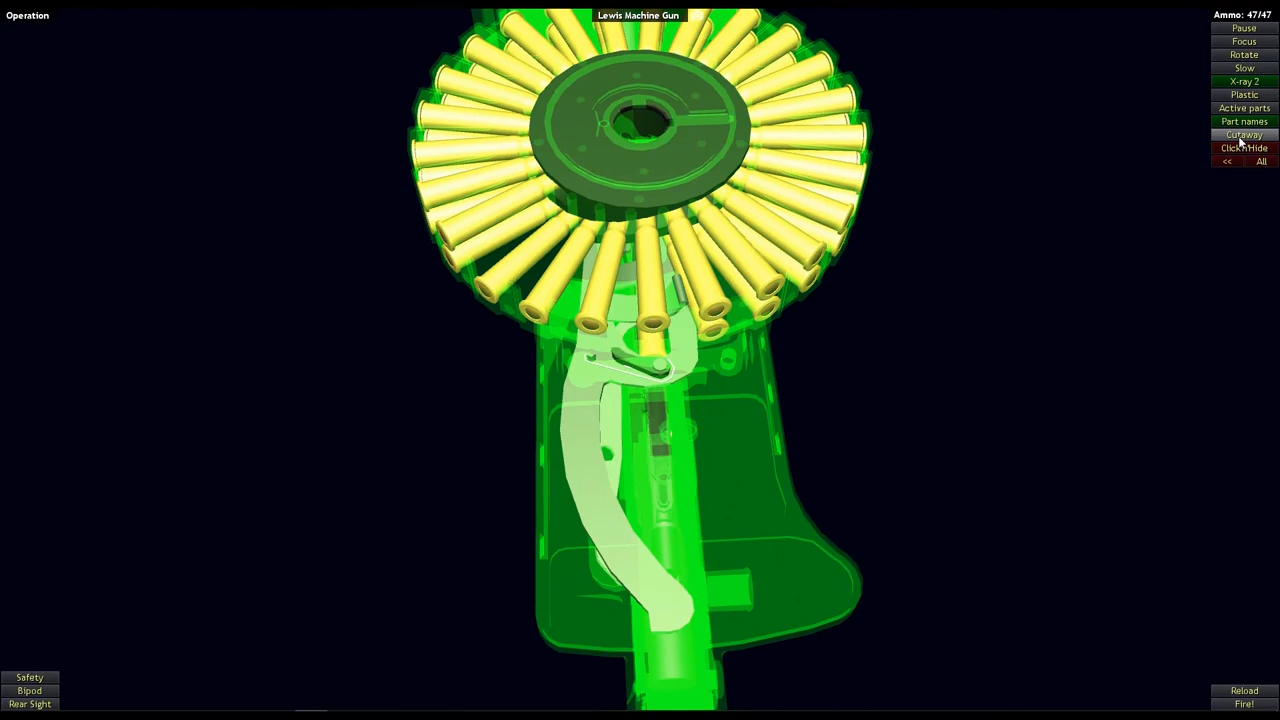 Operation
Lewis Machine Gun
Ammo: 47/47
Pause
Focus
Rotate
Slow
X-ray 2
Plastic
Active parts
Part names
Cutaway
Click n'Hide
<< All
Safety
Bipod
Rear Sight
Reload
Fire!